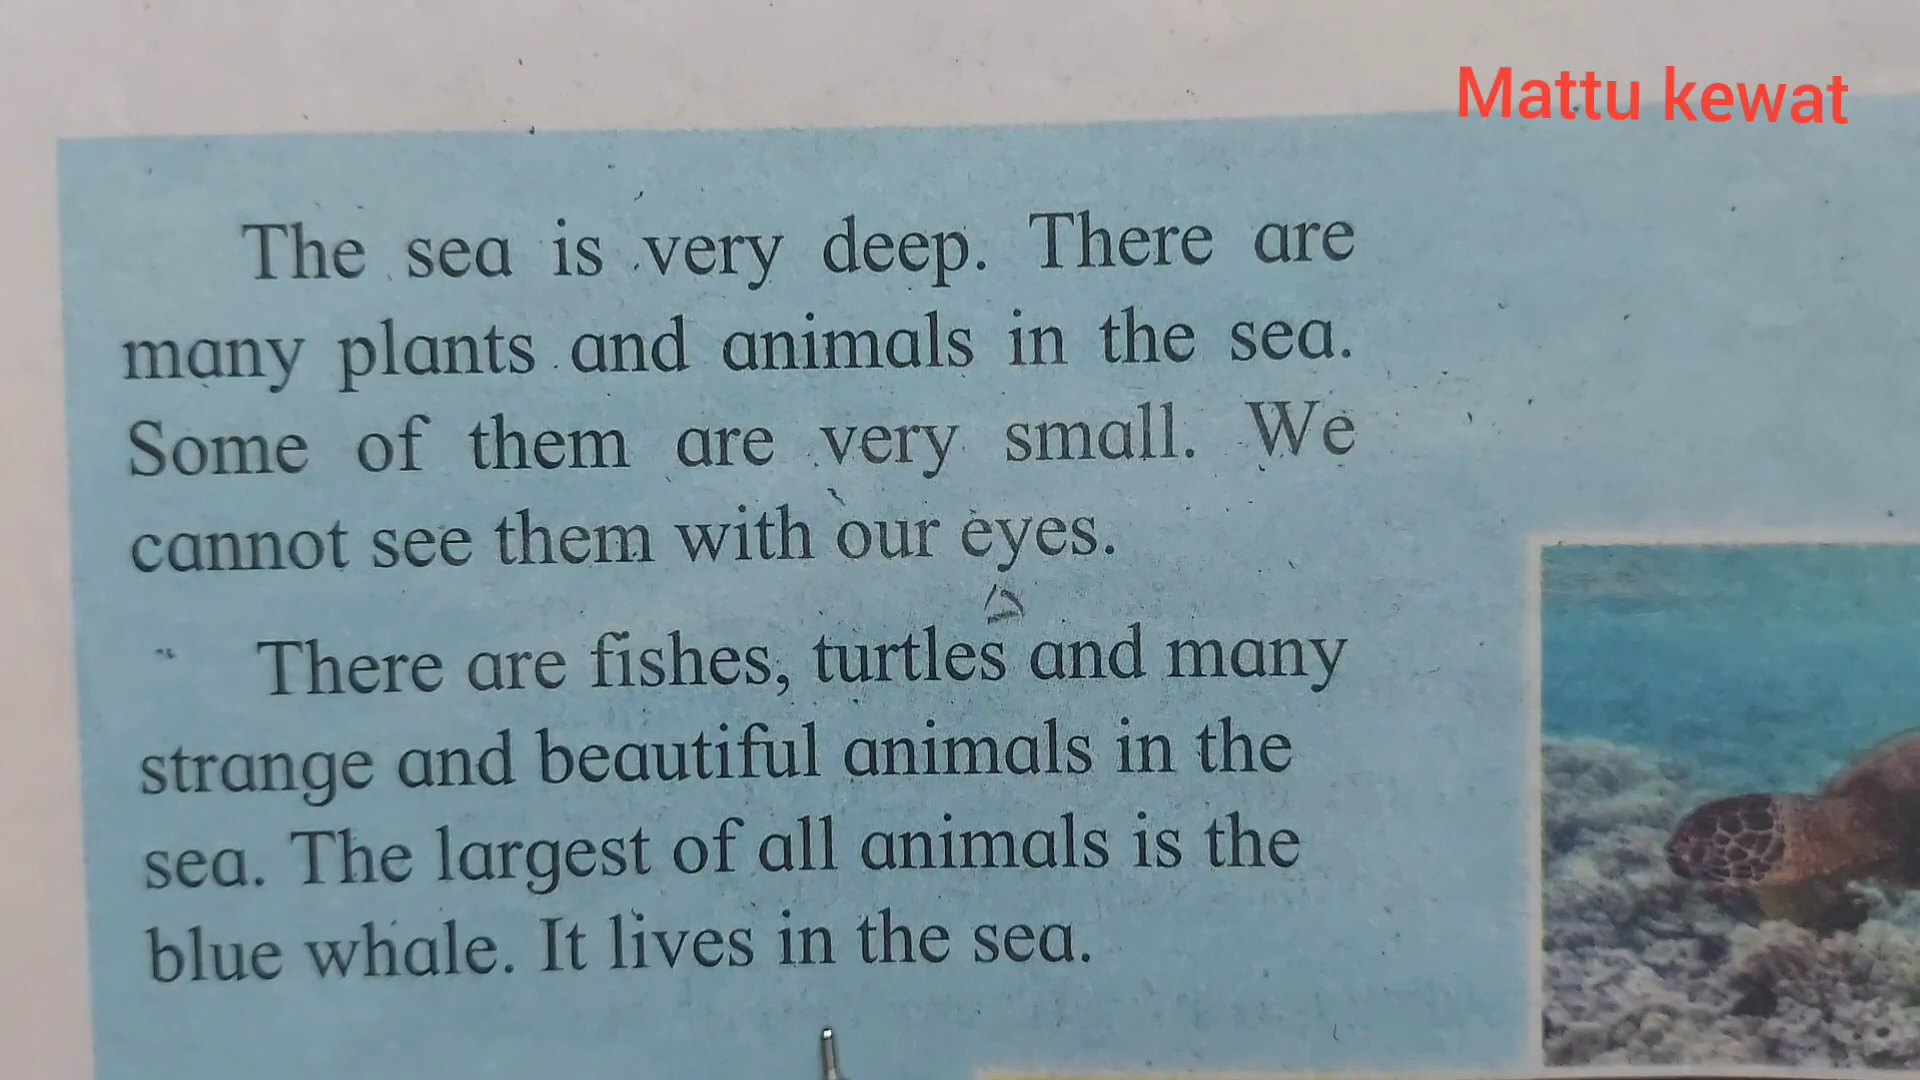 Mattu kewat
The sea is very deep. There are
many plants and animals in the sea.
Some of them are very small. We
cannot see them with our eyes.
There are fishes, turtles and many
strange and beautiful animals in the
sea. The largest of all animals is the
blue whale. It lives in the sea.